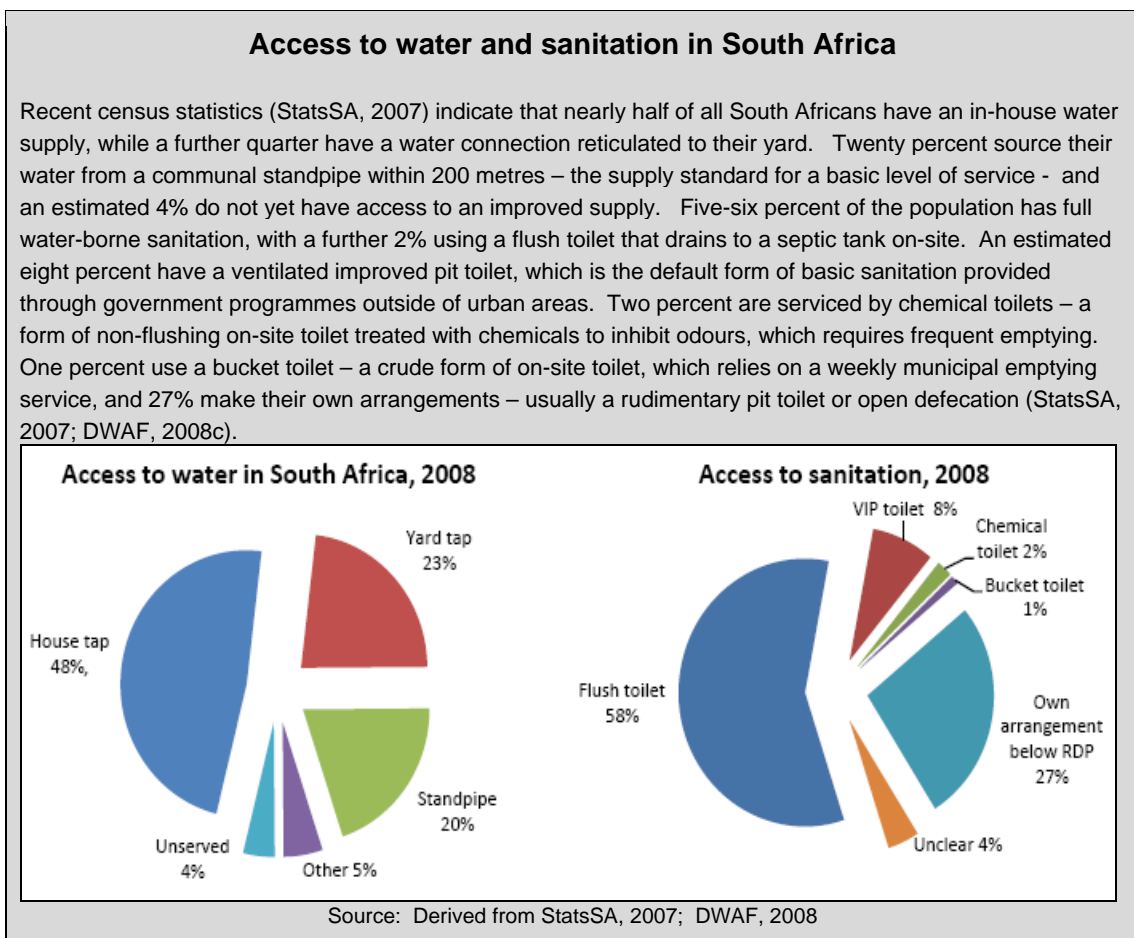 Access to water and sanitation in South Africa
Recent census statistics (StatsSA, 2007) indicate that nearly half of all South Africans have an in-house water
supply, while a further quarter have a water connection reticulated to their yard. Twenty percent source their
water from a communal standpipe within 200 metres – the supply standard for a basic level of service - and
an estimated 4% do not yet have access to an improved supply. Five-six percent of the population has full
water-borne sanitation, with a further 2% using a flush toilet that drains to a septic tank on-site. An estimated
eight percent have a ventilated improved pit toilet, which is the default form of basic sanitation provided
through government programmes outside of urban areas. Two percent are serviced by chemical toilets – a
form of non-flushing on-site toilet treated with chemicals to inhibit odours, which requires frequent emptying.
One percent use a bucket toilet – a crude form of on-site toilet, which relies on a weekly municipal emptying
service, and 27% make their own arrangements – usually a rudimentary pit toilet or open defecation (StatsSA,
2007; DWAF, 2008c).
Access to water in South Africa, 2008
Yard tap
23%
House tap
48%,
Standpipe
20%
Unserved
4%
Other 5%
Access to sanitation, 2008
VIP toilet 8%
Chemical
toilet 2%
Bucket toilet
1%
Flush toilet
58%
Own
arrangement
below RDP
27%
Unclear 4%
Source: Derived from StatsSA, 2007; DWAF, 2008